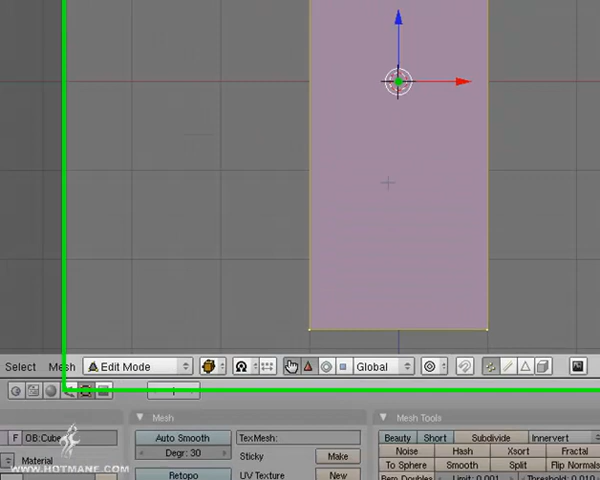 Select Mesh Edit Mode Global
1
F OB:Cube Mesh Mesh Tools
Auto Smooth TexMesh: Beauty Short Subdivide Innervert
Degr: 30 Sticky Make Noise Hash Xsort Fractal
Material To Sphere Smooth Split Flip Normals
WWW.HOTMANE.COM Retopo UV Texture New Limit: 0.001 Threshold: 0.010